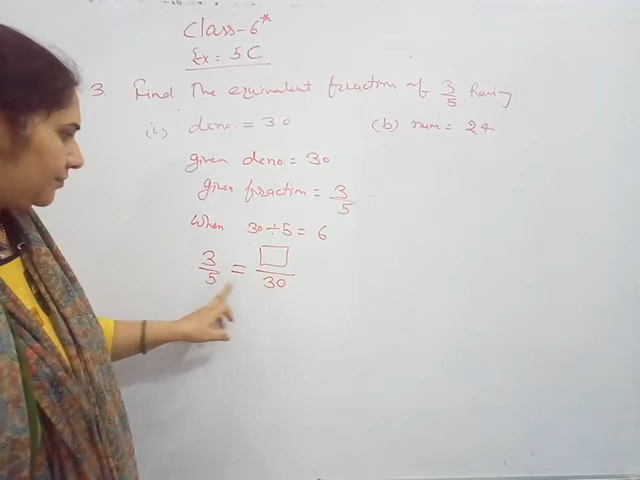 Class-6th
Ex: 5C
3. Find The equivalent fraction of 3/5 having
(i) deno. = 30 (b) num = 24
given deno. = 30
given fraction = 3/5
When 30÷5 = 6
3/5 = □/30